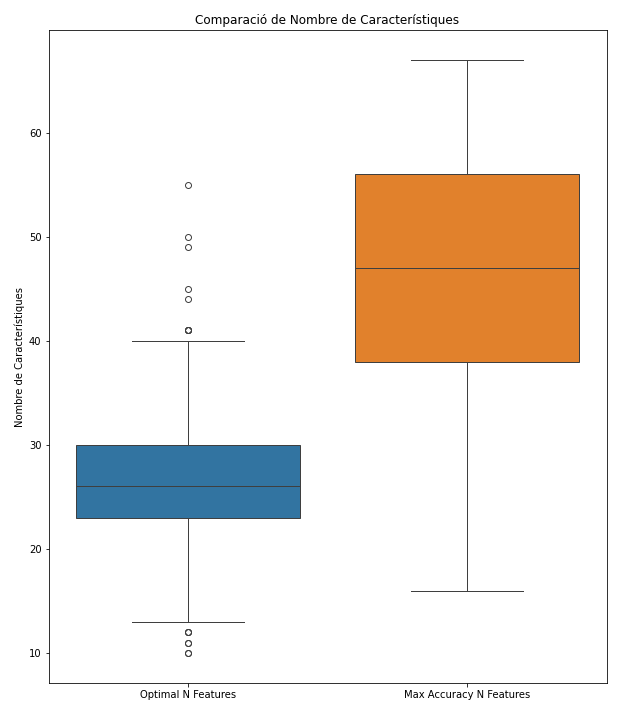 Comparació de Nombre de Característiques
Nombre de Característiques
60
50
40
30
20
10
Optimal N Features
Max Accuracy N Features